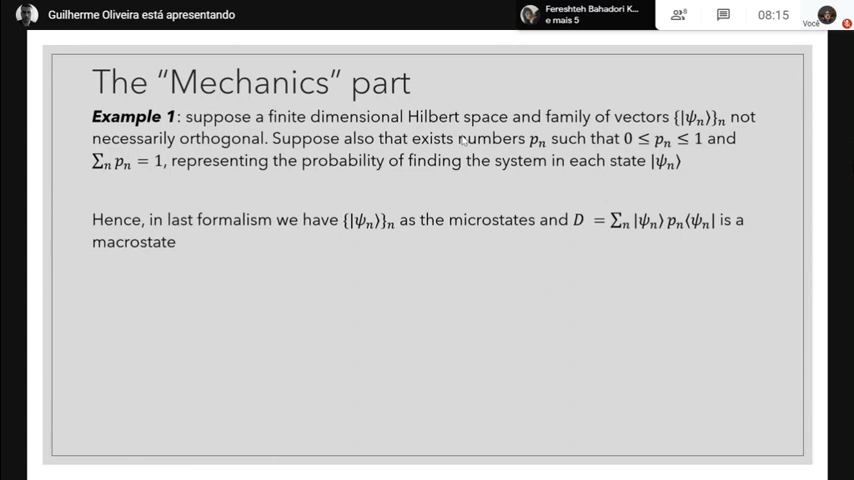 Guilherme Oliveira está apresentando
Fereshteh Bahadori K...
e mais 5
8
08:15
Você
The “Mechanics” part
Example 1: suppose a finite dimensional Hilbert space and family of vectors {|ψₙ⟩}ₙ not
necessarily orthogonal. Suppose also that exists numbers pₙ such that 0 ≤ pₙ ≤ 1 and
∑ₙ pₙ = 1, representing the probability of finding the system in each state |ψₙ⟩
Hence, in last formalism we have {|ψₙ⟩}ₙ as the microstates and D = ∑ₙ |ψₙ⟩ pₙ⟨ψₙ| is a
macrostate